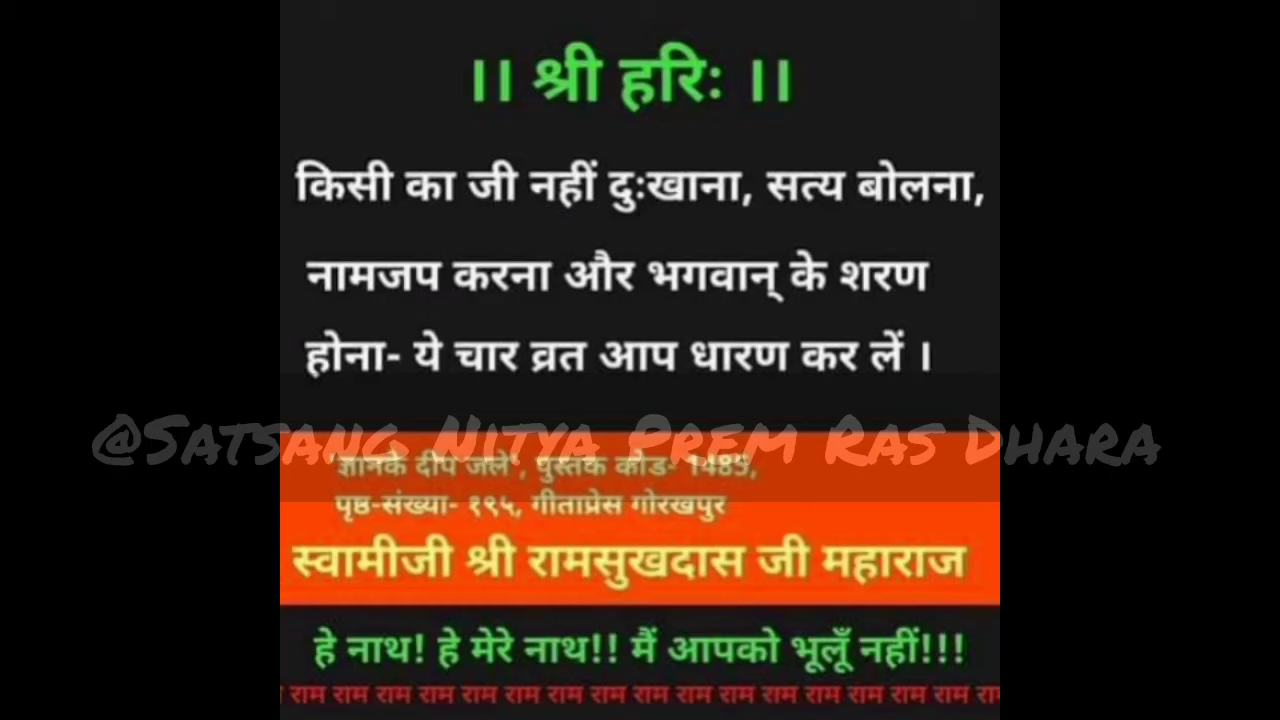 ।। श्री हरिः ।।
किसी का जी नहीं दुःखाना, सत्य बोलना,
नामजप करना और भगवान् के शरण
होना- ये चार व्रत आप धारण कर लें ।
@Satsang Nitya Prem Ras Dhara
'ज्ञानके दीप जले', पुस्तक कोड- 1485,
पृष्ठ-संख्या- १९५, गीताप्रेस गोरखपुर
स्वामीजी श्री रामसुखदास जी महाराज
हे नाथ! हे मेरे नाथ!! मैं आपको भूलूँ नहीं!!!
राम राम राम राम राम राम राम राम राम राम राम राम राम राम राम राम रा